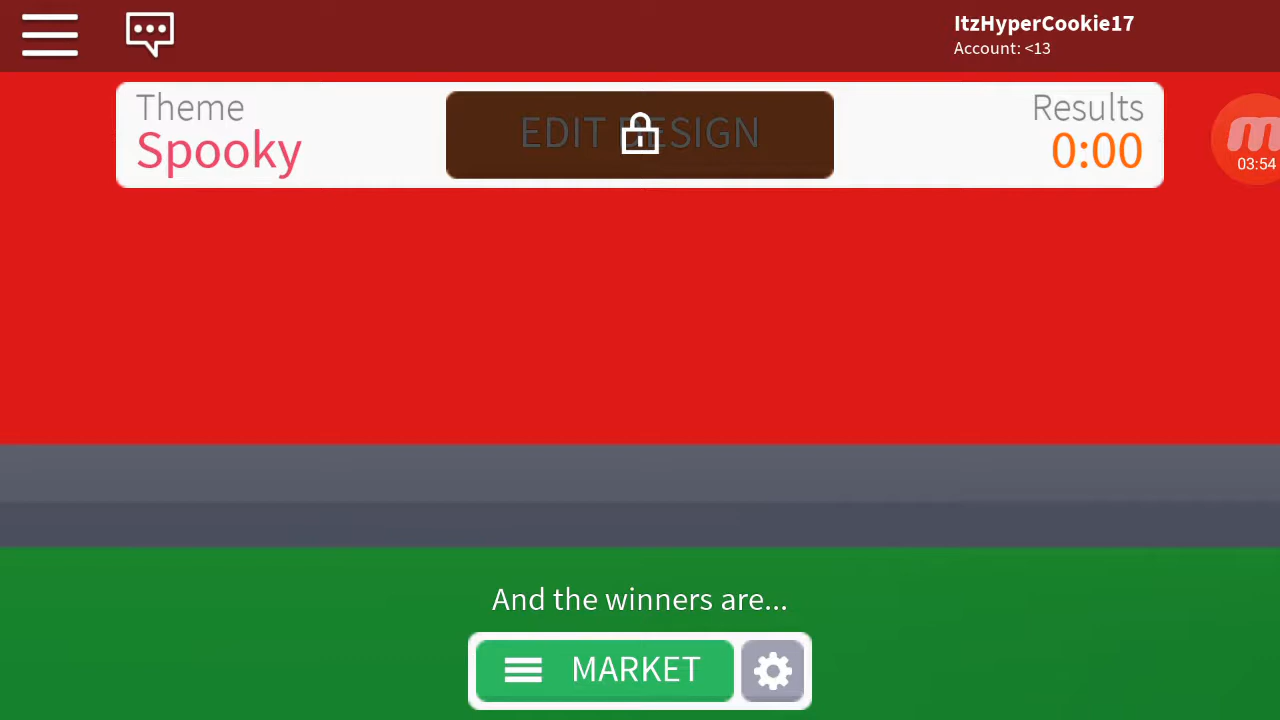 ItzHyperCookie17
Account: <13
Theme
Spooky
EDIT DESIGN
Results
0:00
03:54
And the winners are...
MARKET